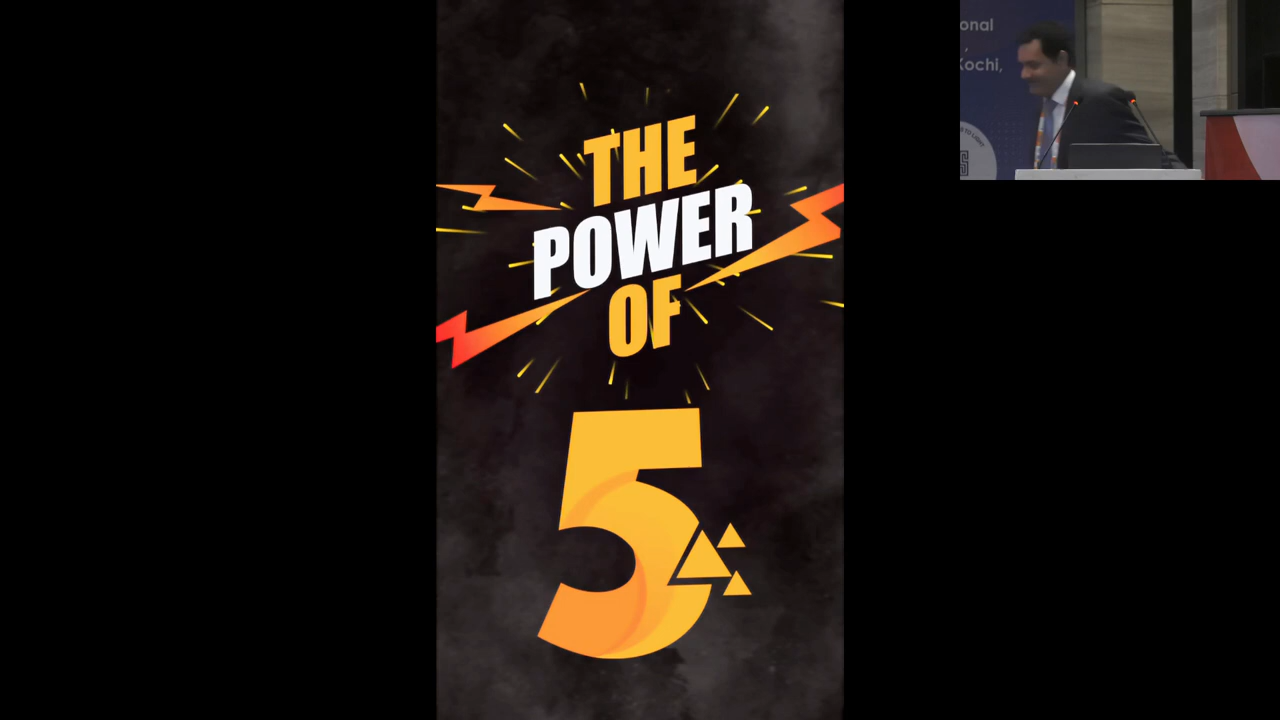 THE
POWER
OF
5
onal
Kochi,